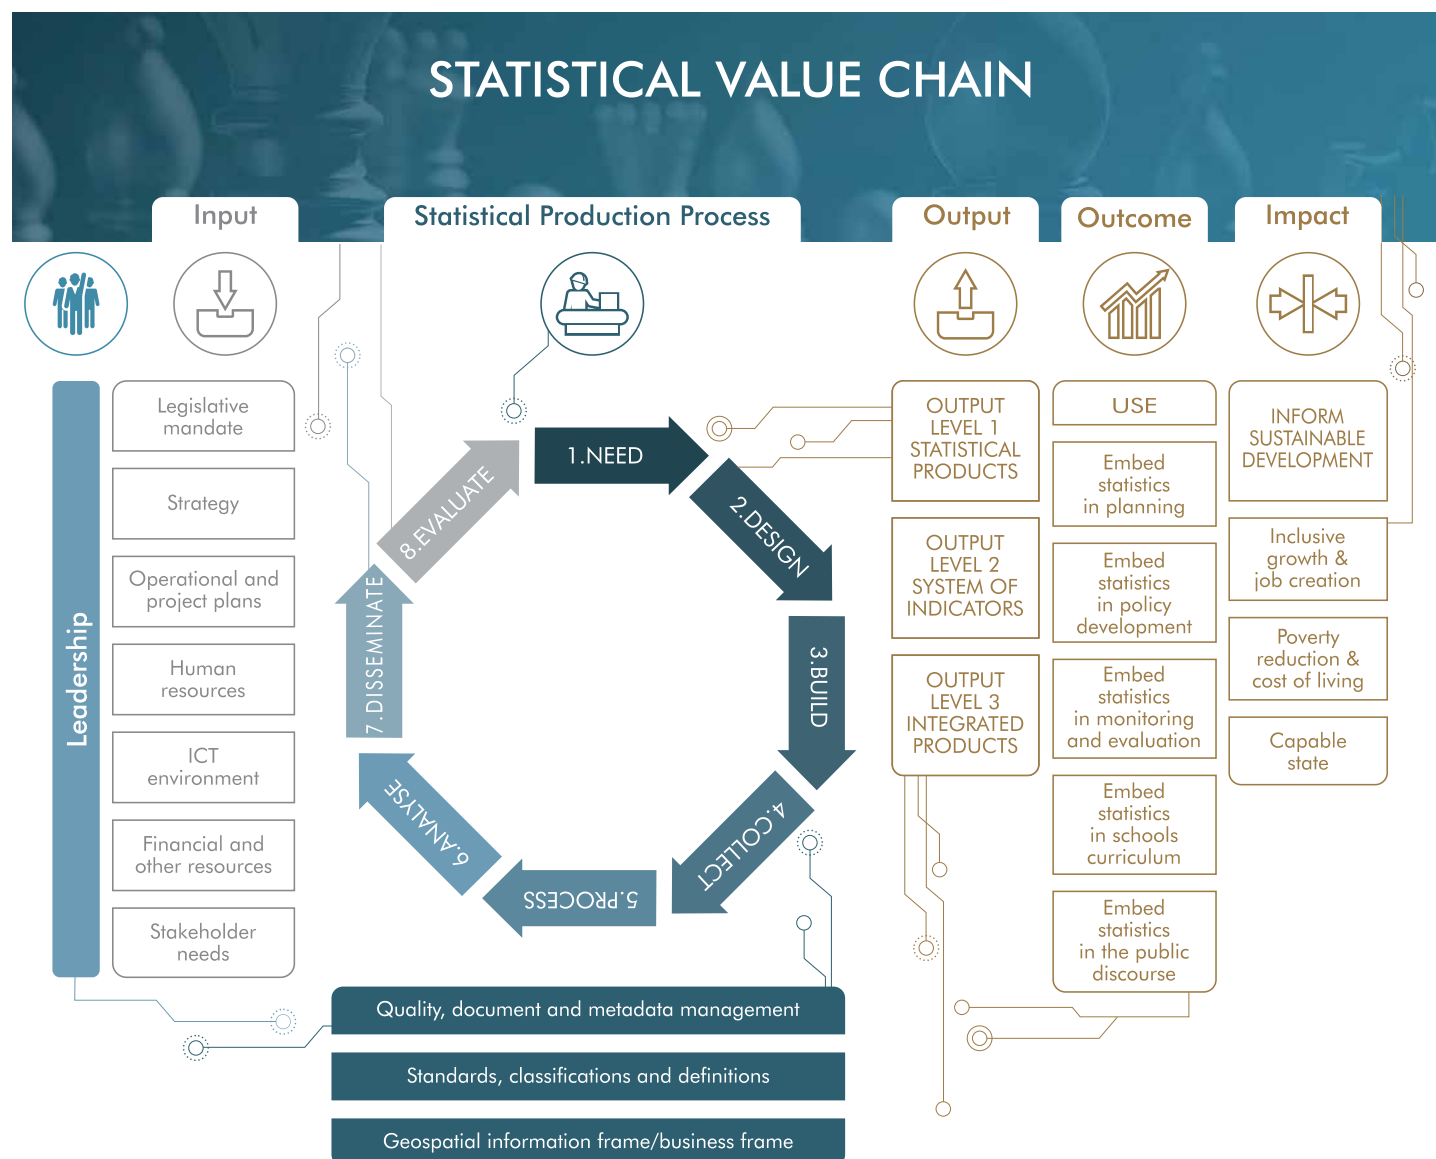 STATISTICAL VALUE CHAIN
Input
Statistical Production Process
Output
Outcome
Impact
Leadership
Legislative
mandate
Strategy
Operational and
project plans
Human
resources
ICT
environment
Financial and
other resources
Stakeholder
needs
1.NEED
2.DESIGN
3.BUILD
4.COLLECT
5.PROCESS
6.ANALYSE
7.DISSEMINATE
8.EVALUATE
Quality, document and metadata management
Standards, classifications and definitions
Geospatial information frame/business frame
OUTPUT
LEVEL 1
STATISTICAL
PRODUCTS
OUTPUT
LEVEL 2
SYSTEM OF
INDICATORS
OUTPUT
LEVEL 3
INTEGRATED
PRODUCTS
USE
Embed
statistics
in planning
Embed
statistics
in policy
development
Embed
statistics
in monitoring
and evaluation
Embed
statistics
in schools
curriculum
Embed
statistics
in the public
discourse
INFORM
SUSTAINABLE
DEVELOPMENT
Inclusive
growth &
job creation
Poverty
reduction &
cost of living
Capable
state